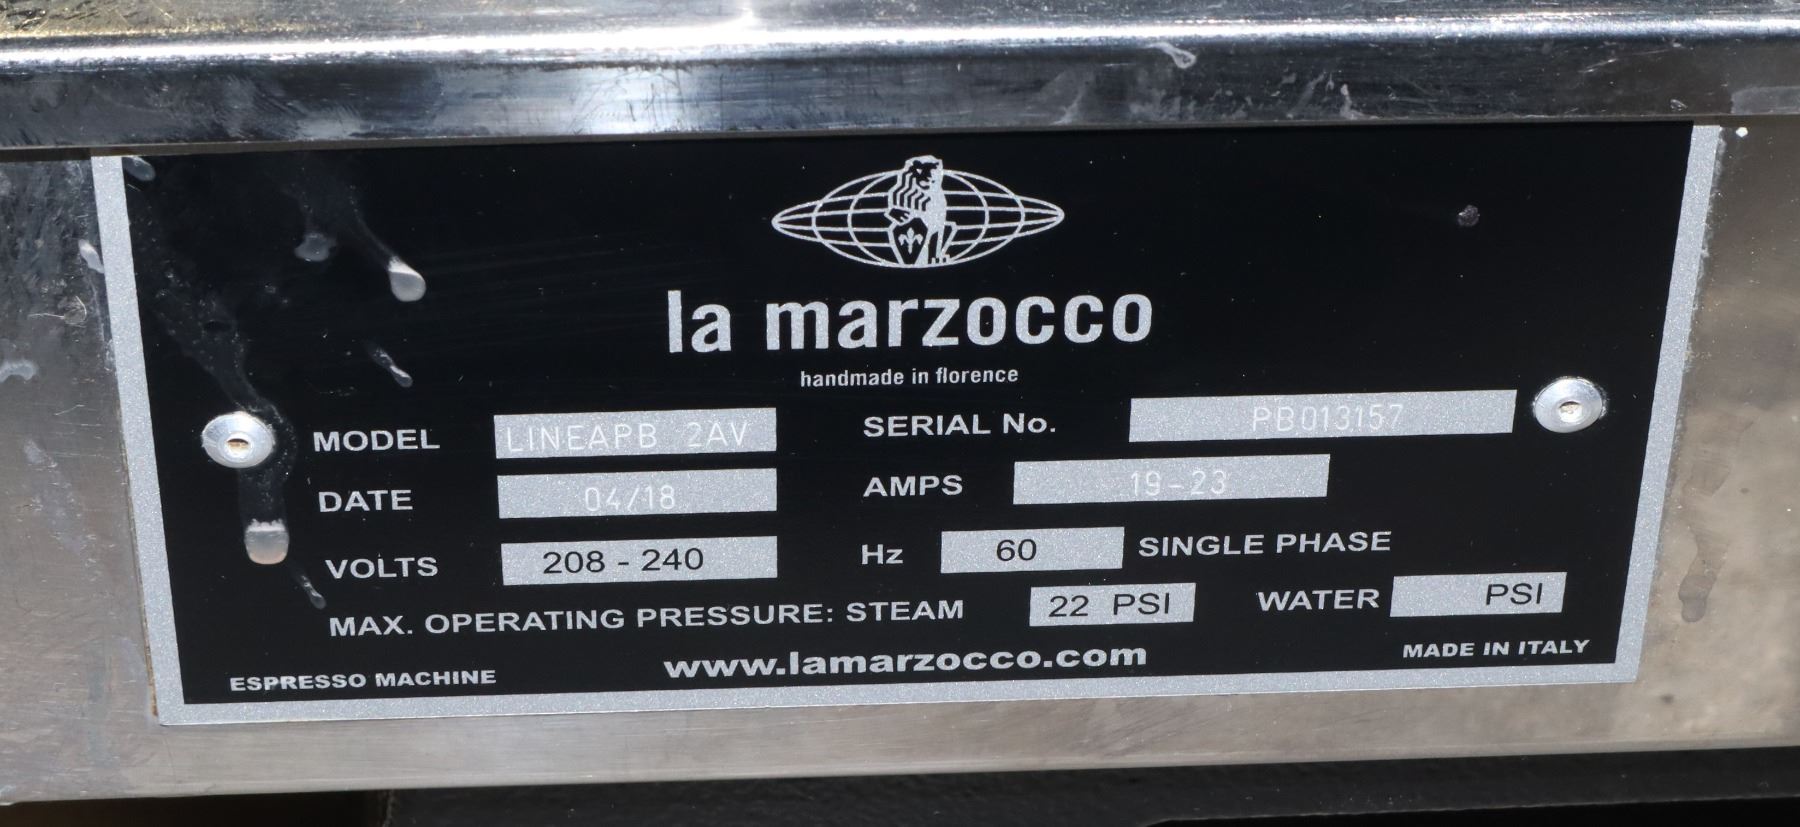 la marzocco
handmade in florence
MODEL LINEAPB 2AV SERIAL No. PB013157
DATE 04/18 AMPS 19-23
VOLTS 208 - 240 Hz 60 SINGLE PHASE
MAX. OPERATING PRESSURE: STEAM 22 PSI WATER PSI
ESPRESSO MACHINE www.lamarzocco.com MADE IN ITALY